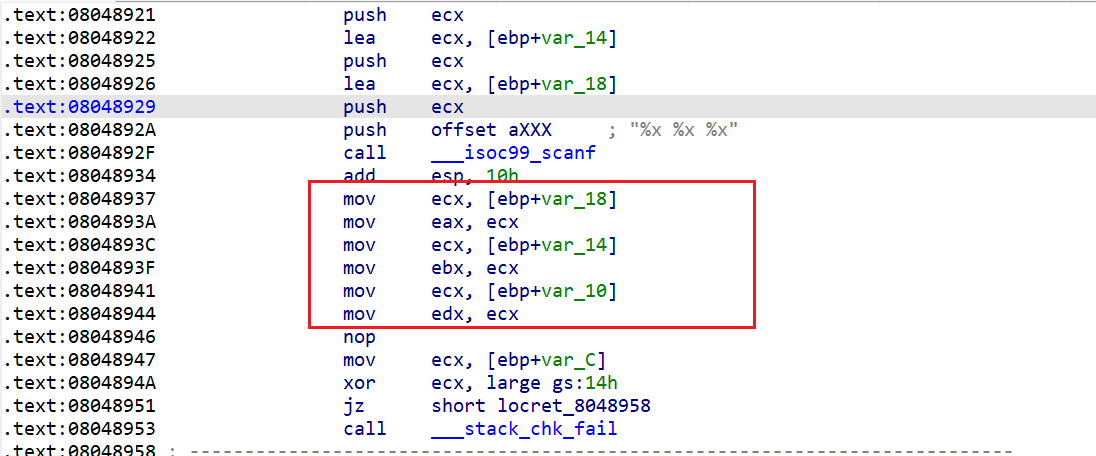 .text:08048921 push ecx
.text:08048922 lea ecx, [ebp+var_14]
.text:08048925 push ecx
.text:08048926 lea ecx, [ebp+var_18]
.text:08048929 push ecx
.text:0804892A push offset aXXX ; "%x %x %x"
.text:0804892F call ___isoc99_scanf
.text:08048934 add esp, 10h
.text:08048937 mov ecx, [ebp+var_18]
.text:0804893A mov eax, ecx
.text:0804893C mov ecx, [ebp+var_14]
.text:0804893F mov ebx, ecx
.text:08048941 mov ecx, [ebp+var_10]
.text:08048944 mov edx, ecx
.text:08048946 nop
.text:08048947 mov ecx, [ebp+var_C]
.text:0804894A xor ecx, large gs:14h
.text:08048951 jz short locret_8048958
.text:08048953 call ___stack_chk_fail
.text:08048958 ; ---------------------------------------------------------------------------